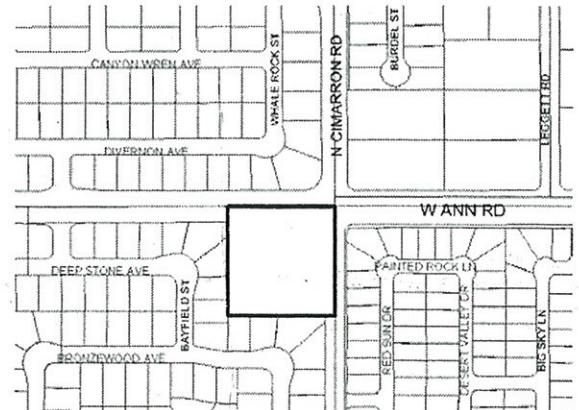 BURDEL ST
WHALE ROCK ST
N CIMARRON RD
CANYON WREN AVE
LEGGETT RD
DIVERNON AVE
W ANN RD
DEEP STONE AVE
PAINTED ROCK LN
BAYFIELD ST
RED SUN DR
DESERT VALLEY DR
BIG SKY LN
BRONZEWOOD AVE